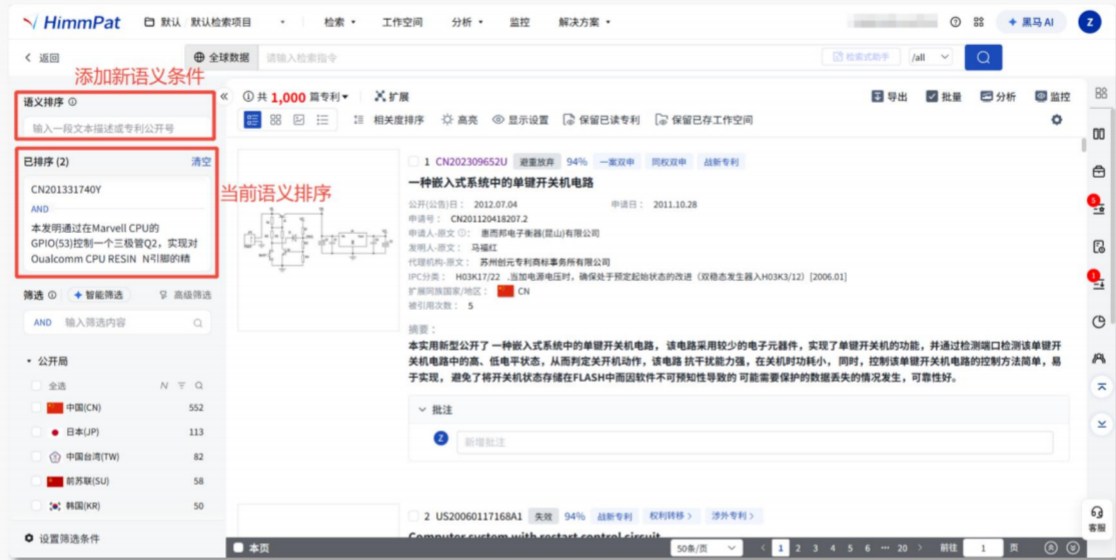 HimmPat
默认 默认检索项目
检索
工作空间
分析
监控
解决方案
黑马 AI
Z
返回
全球数据
请输入检索指令
检索式助手
/all
添加新语义条件
语义排序
输入一段文本描述或专利公开号
已排序 (2)
清空
CN201331740Y
AND
本发明通过在Marvell CPU的
GPIO(53)控制一个三极管Q2，实现对
Qualcomm CPU RESIN_N引脚的精
当前语义排序
筛选
智能筛选
高级筛选
AND 输入筛选内容
公开局
全选
中国(CN) 552
日本(JP) 113
中国台湾(TW) 82
前苏联(SU) 58
韩国(KR) 50
设置筛选条件
共 1,000 篇专利
扩展
导出
批量
分析
监控
相关度排序
高亮
显示设置
保留已读专利
保留已存工作空间
1 CN202309652U 避重放弃 94% 一案双申 同权双申 战新专利
一种嵌入式系统中的单键开关机电路
公开(公告)日： 2012.07.04 申请日： 2011.10.28
申请号： CN201120418207.2
申请人-原文： 惠而邦电子衡器(昆山)有限公司
发明人-原文： 马福红
代理机构-原文： 苏州创元专利商标事务所有限公司
IPC分类： H03K17/22 .当加电源电压时，确保处于预定起始状态的改进（双稳态发生器入H03K3/12）[2006.01]
扩展同族国家/地区： CN
被引用次数： 5
摘要：
本实用新型公开了 一种嵌入式系统中的单键开关机电路， 该电路采用较少的电子元器件，实现了单键开关机的功能，并通过检测端口检测该单键开
关机电路中的高、低电平状态，从而判定关开机动作，该电路 抗干扰能力强，在关机时功耗小， 同时，控制该单键开关机电路的控制方法简单，易
于实现， 避免了将开关机状态存储在FLASH中而因软件不可预知性导致的 可能需要保护的数据丢失的情况发生，可靠性好。
批注
Z 新增批注
2 US20060117168A1 失效 94% 战新专利 权利转移 > 涉外专利 >
Computer system with restart control circuit
5
1
客服
本页
50条/页
1 2 3 4 5 6 ··· 20
前往 1 页